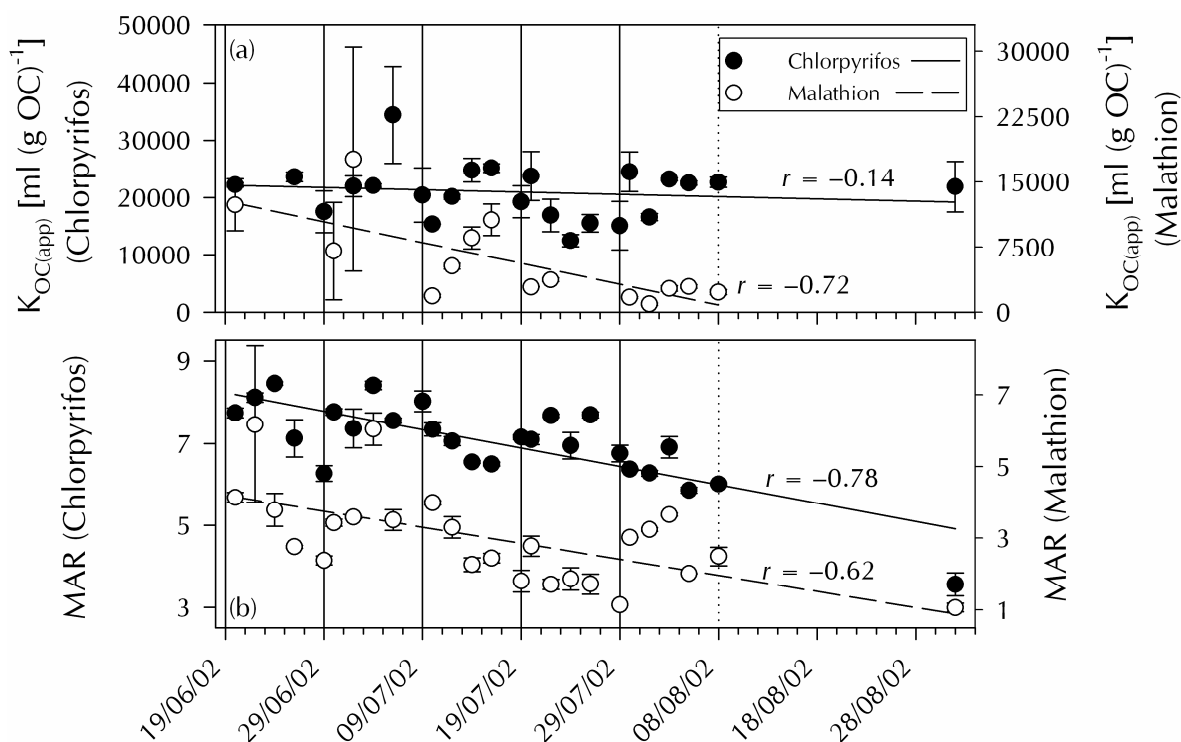 K_OC(app) [ml (g OC)⁻¹]
(Chlorpyrifos)
50000
40000
30000
20000
10000
0
(a)
Chlorpyrifos
Malathion
r = −0.14
r = −0.72
30000
22500
15000
7500
0
K_OC(app) [ml (g OC)⁻¹]
(Malathion)
MAR (Chlorpyrifos)
9
7
5
3
(b)
r = −0.78
r = −0.62
7
5
3
1
MAR (Malathion)
19/06/02
29/06/02
09/07/02
19/07/02
29/07/02
08/08/02
18/08/02
28/08/02